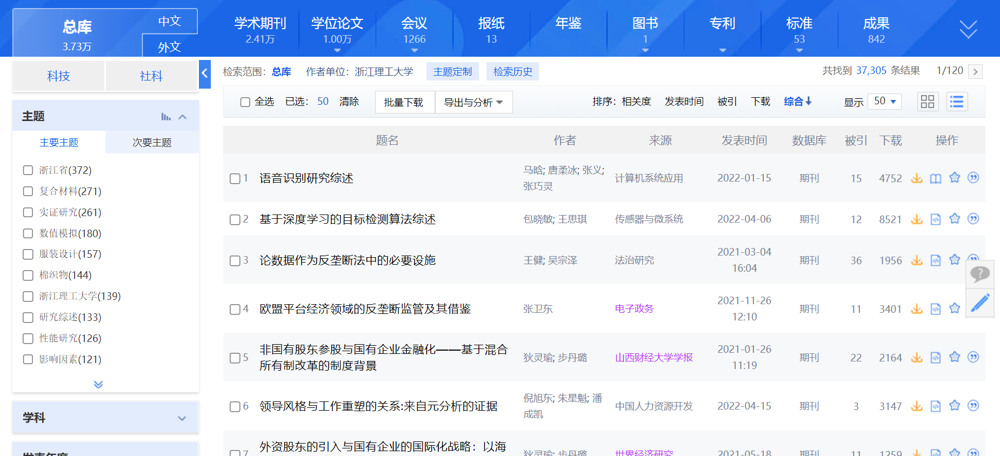 总库
3.73万
中文
外文
学术期刊
2.41万
学位论文
1.00万
会议
1266
报纸
13
年鉴
图书
1
专利
标准
53
成果
842
科技
社科
检索范围：总库 作者单位：浙江理工大学 主题定制 检索历史
共找到 37,305 条结果 1/120
全选 已选：50 清除 批量下载 导出与分析
排序：相关度 发表时间 被引 下载 综合 显示 50
主题
主要主题 次要主题
浙江省(372)
复合材料(271)
实证研究(261)
数值模拟(180)
服装设计(157)
棉织物(144)
浙江理工大学(139)
研究综述(133)
性能研究(126)
影响因素(121)
学科
发表年度
题名 作者 来源 发表时间 数据库 被引 下载 操作
1 语音识别研究综述 马晗; 唐柔冰; 张义;
张巧灵 计算机系统应用 2022-01-15 期刊 15 4752
2 基于深度学习的目标检测算法综述 包晓敏; 王思琪 传感器与微系统 2022-04-06 期刊 12 8521
3 论数据作为反垄断法中的必要设施 王健; 吴宗泽 法治研究 2021-03-04
16:04 期刊 36 1956
4 欧盟平台经济领域的反垄断监管及其借鉴 张卫东 电子政务 2021-11-26
12:10 期刊 11 3401
5 非国有股东参股与国有企业金融化——基于混合
所有制改革的制度背景 狄灵瑜; 步丹璐 山西财经大学学报 2021-01-26
11:19 期刊 22 2164
6 领导风格与工作重塑的关系:来自元分析的证据 倪旭东; 朱星魁; 潘
成凯 中国人力资源开发 2022-04-15 期刊 3 3147
7 外资股东的引入与国有企业的国际化战略：以海
狄灵瑜; 步丹璐 世界经济研究 2021-05-18 期刊 11 1259